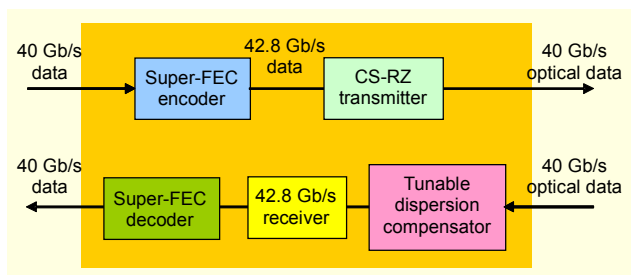 40 Gb/s
data
Super-FEC
encoder
42.8 Gb/s
data
CS-RZ
transmitter
40 Gb/s
optical data
40 Gb/s
data
Super-FEC
decoder
42.8 Gb/s
receiver
Tunable
dispersion
compensator
40 Gb/s
optical data